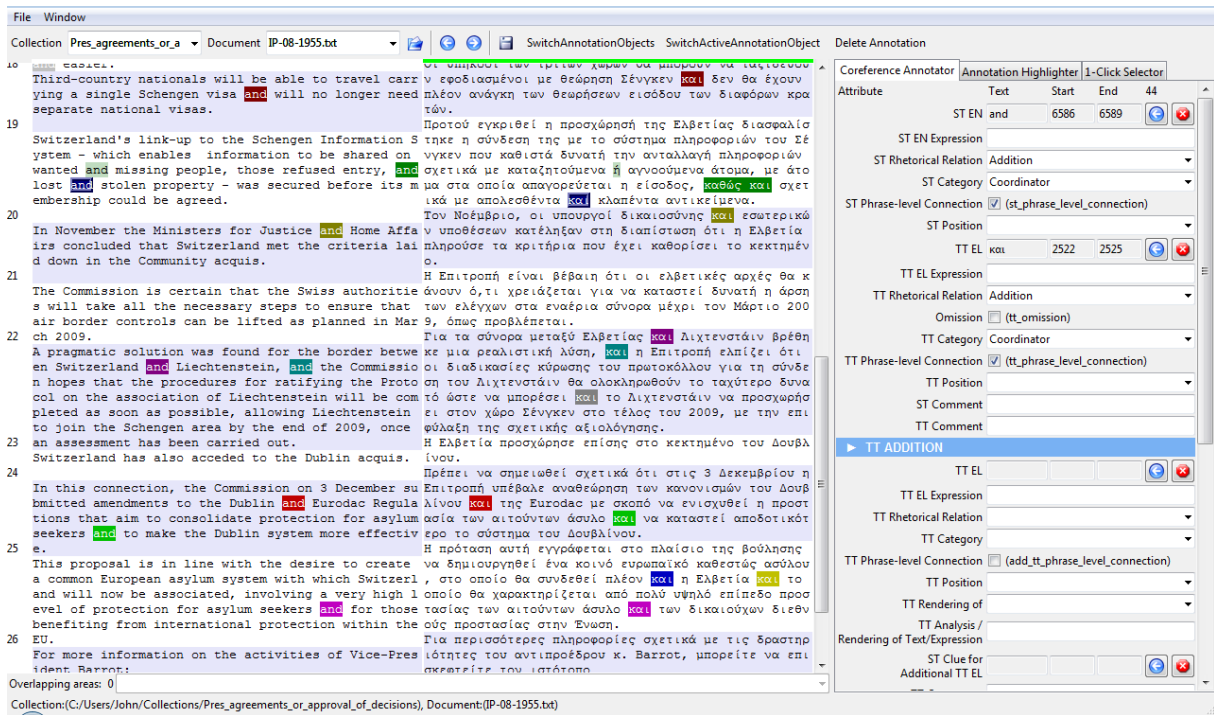 File Window
Collection Pres_agreements_or_a Document IP-08-1955.txt SwitchAnnotationObjects SwitchActiveAnnotationObject Delete Annotation
18
Third-country nationals will be able to travel carr
ying a single Schengen visa and will no longer need
separate national visas.
19
Switzerland's link-up to the Schengen Information S
ystem - which enables information to be shared on
wanted and missing people, those refused entry, and
lost and stolen property - was secured before its m
embership could be agreed.
20
In November the Ministers for Justice and Home Affa
irs concluded that Switzerland met the criteria lai
d down in the Community acquis.
21
The Commission is certain that the Swiss authoritie
s will take all the necessary steps to ensure that
air border controls can be lifted as planned in Mar
22 ch 2009.
A pragmatic solution was found for the border betwe
en Switzerland and Liechtenstein, and the Commissio
n hopes that the procedures for ratifying the Proto
col on the association of Liechtenstein will be com
pleted as soon as possible, allowing Liechtenstein
to join the Schengen area by the end of 2009, once
23 an assessment has been carried out.
Switzerland has also acceded to the Dublin acquis.
24
In this connection, the Commission on 3 December su
bmitted amendments to the Dublin and Eurodac Regula
tions that aim to consolidate protection for asylum
seekers and to make the Dublin system more effectiv
25 e.
This proposal is in line with the desire to create
a common European asylum system with which Switzerl
and will now be associated, involving a very high l
evel of protection for asylum seekers and for those
benefiting from international protection within the
26 EU.
For more information on the activities of Vice-Pres
ident Barrot:
οι υπήκοοι των τρίτων χωρών θα μπορούν να ταξιδεύου
ν εφοδιασμένοι με θεώρηση Σένγκεν και δεν θα έχουν
πλέον ανάγκη των θεωρήσεων εισόδου των διαφόρων κρα
τών.
Προτού εγκριθεί η προσχώρησή της Ελβετίας διασφαλίσ
τηκε η σύνδεση της με το σύστημα πληροφοριών του Σέ
νγκεν που καθιστά δυνατή την ανταλλαγή πληροφοριών
σχετικά με καταζητούμενα ή αγνοούμενα άτομα, με άτο
μα στα οποία απαγορεύεται η είσοδος, καθώς και σχετ
ικά με απολεσθέντα και κλαπέντα αντικείμενα.
Τον Νοέμβριο, οι υπουργοί δικαιοσύνης και εσωτερικώ
ν υποθέσεων κατέληξαν στη διαπίστωση ότι η Ελβετία
πληρούσε τα κριτήρια που έχει καθορίσει το κεκτημέν
ο.
Η Επιτροπή είναι βέβαιη ότι οι ελβετικές αρχές θα κ
άνουν ό,τι χρειάζεται για να καταστεί δυνατή η άρση
των ελέγχων στα εναέρια σύνορα μέχρι τον Μάρτιο 200
9, όπως προβλέπεται.
Για τα σύνορα μεταξύ Ελβετίας και Λιχτενστάιν βρέθη
κε μια ρεαλιστική λύση, και η Επιτροπή ελπίζει ότι
οι διαδικασίες κύρωσης του πρωτοκόλλου για τη σύνδε
ση του Λιχτενστάιν θα ολοκληρωθούν το ταχύτερο δυνα
τό ώστε να μπορέσει και το Λιχτενστάιν να προσχωρήσ
ει στον χώρο Σένγκεν στο τέλος του 2009, με την επι
φύλαξη της σχετικής αξιολόγησης.
Η Ελβετία προσχώρησε επίσης στο κεκτημένο του Δουβλ
ίνου.
Πρέπει να σημειωθεί σχετικά ότι στις 3 Δεκεμβρίου η
Επιτροπή υπέβαλε αναθεώρηση των κανονισμών του Δουβ
λίνου και της Eurodac με σκοπό να ενισχυθεί η προστ
ασία των αιτούντων άσυλο και να καταστεί αποδοτικότ
ερο το σύστημα του Δουβλίνου.
Η πρόταση αυτή εγγράφεται στο πλαίσιο της βούλησης
να δημιουργηθεί ένα κοινό ευρωπαϊκό καθεστώς ασύλου
, στο οποίο θα συνδεθεί πλέον και η Ελβετία και το
οποίο θα χαρακτηρίζεται από πολύ υψηλό επίπεδο προσ
τασίας των αιτούντων άσυλο και των δικαιούχων διεθν
ούς προστασίας στην Ένωση.
Για περισσότερες πληροφορίες σχετικά με τις δραστηρ
ιότητες του αντιπροέδρου κ. Barrot, μπορείτε να επι
σκεφτείτε τον ιστότοπο
Coreference Annotator Annotation Highlighter 1-Click Selector
Attribute Text Start End 44
ST EN and 6586 6589
ST EN Expression
ST Rhetorical Relation Addition
ST Category Coordinator
ST Phrase-level Connection (st_phrase_level_connection)
ST Position
TT EL και 2522 2525
TT EL Expression
TT Rhetorical Relation Addition
Omission (tt_omission)
TT Category Coordinator
TT Phrase-level Connection (tt_phrase_level_connection)
TT Position
ST Comment
TT Comment
TT ADDITION
TT EL
TT EL Expression
TT Rhetorical Relation
TT Category
TT Phrase-level Connection (add_tt_phrase_level_connection)
TT Position
TT Rendering of
TT Analysis /
Rendering of Text/Expression
ST Clue for
Additional TT EL
Overlapping areas: 0
Collection:(C:/Users/John/Collections/Pres_agreements_or_approval_of_decisions), Document:(IP-08-1955.txt)